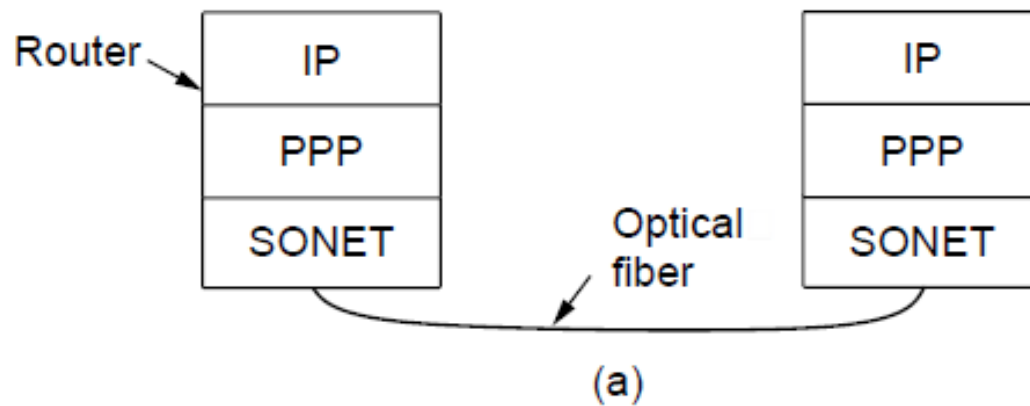 Router
IP
PPP
SONET
Optical
fiber
IP
PPP
SONET
(a)